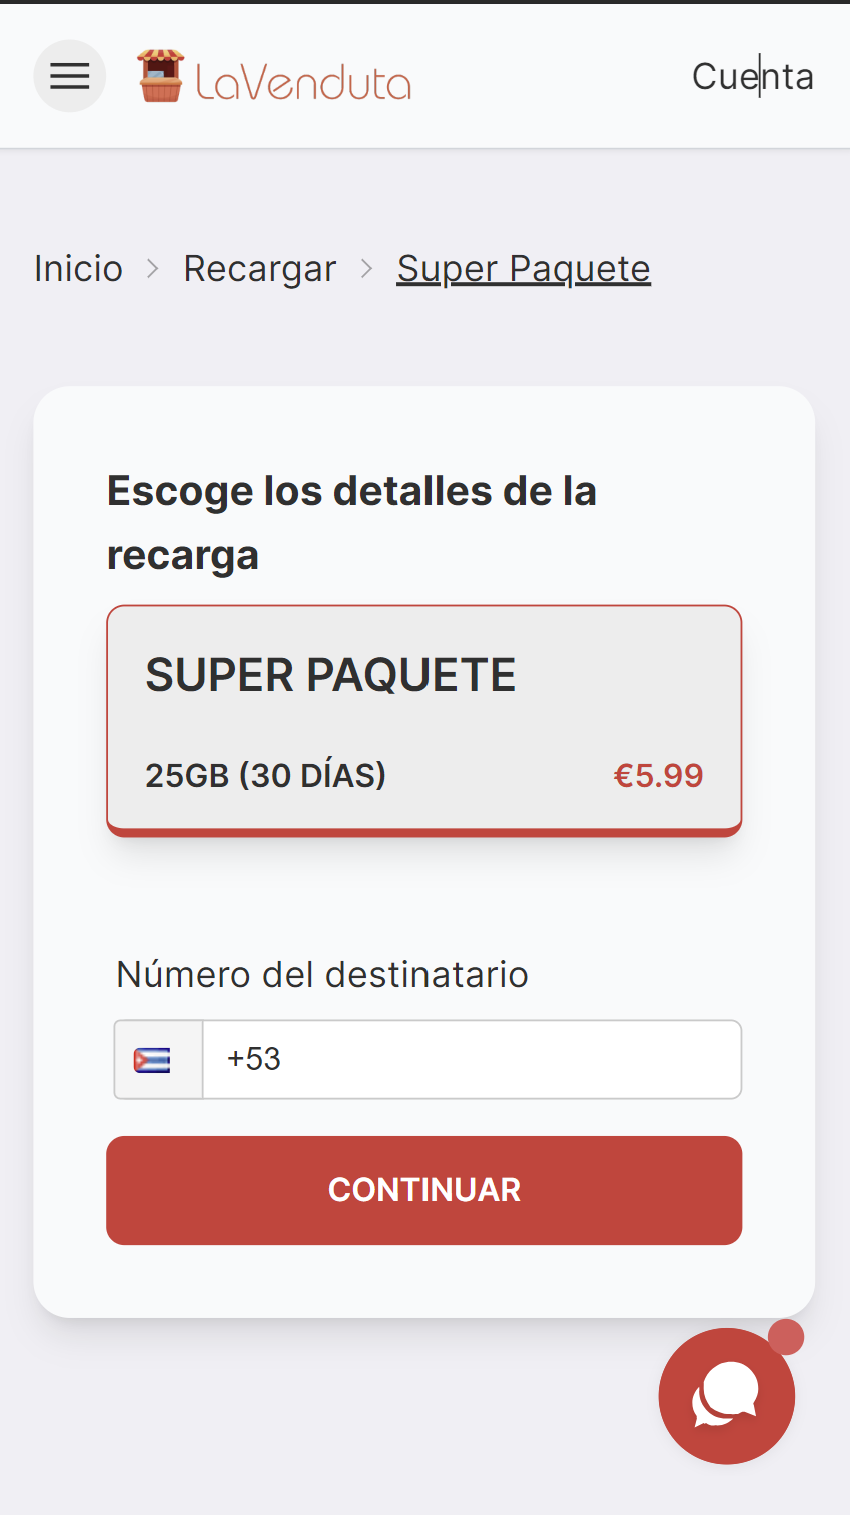 LaVenduta
Cuenta
Inicio > Recargar > Super Paquete
Escoge los detalles de la
recarga
SUPER PAQUETE
25GB (30 DÍAS) €5.99
Número del destinatario
+53
CONTINUAR